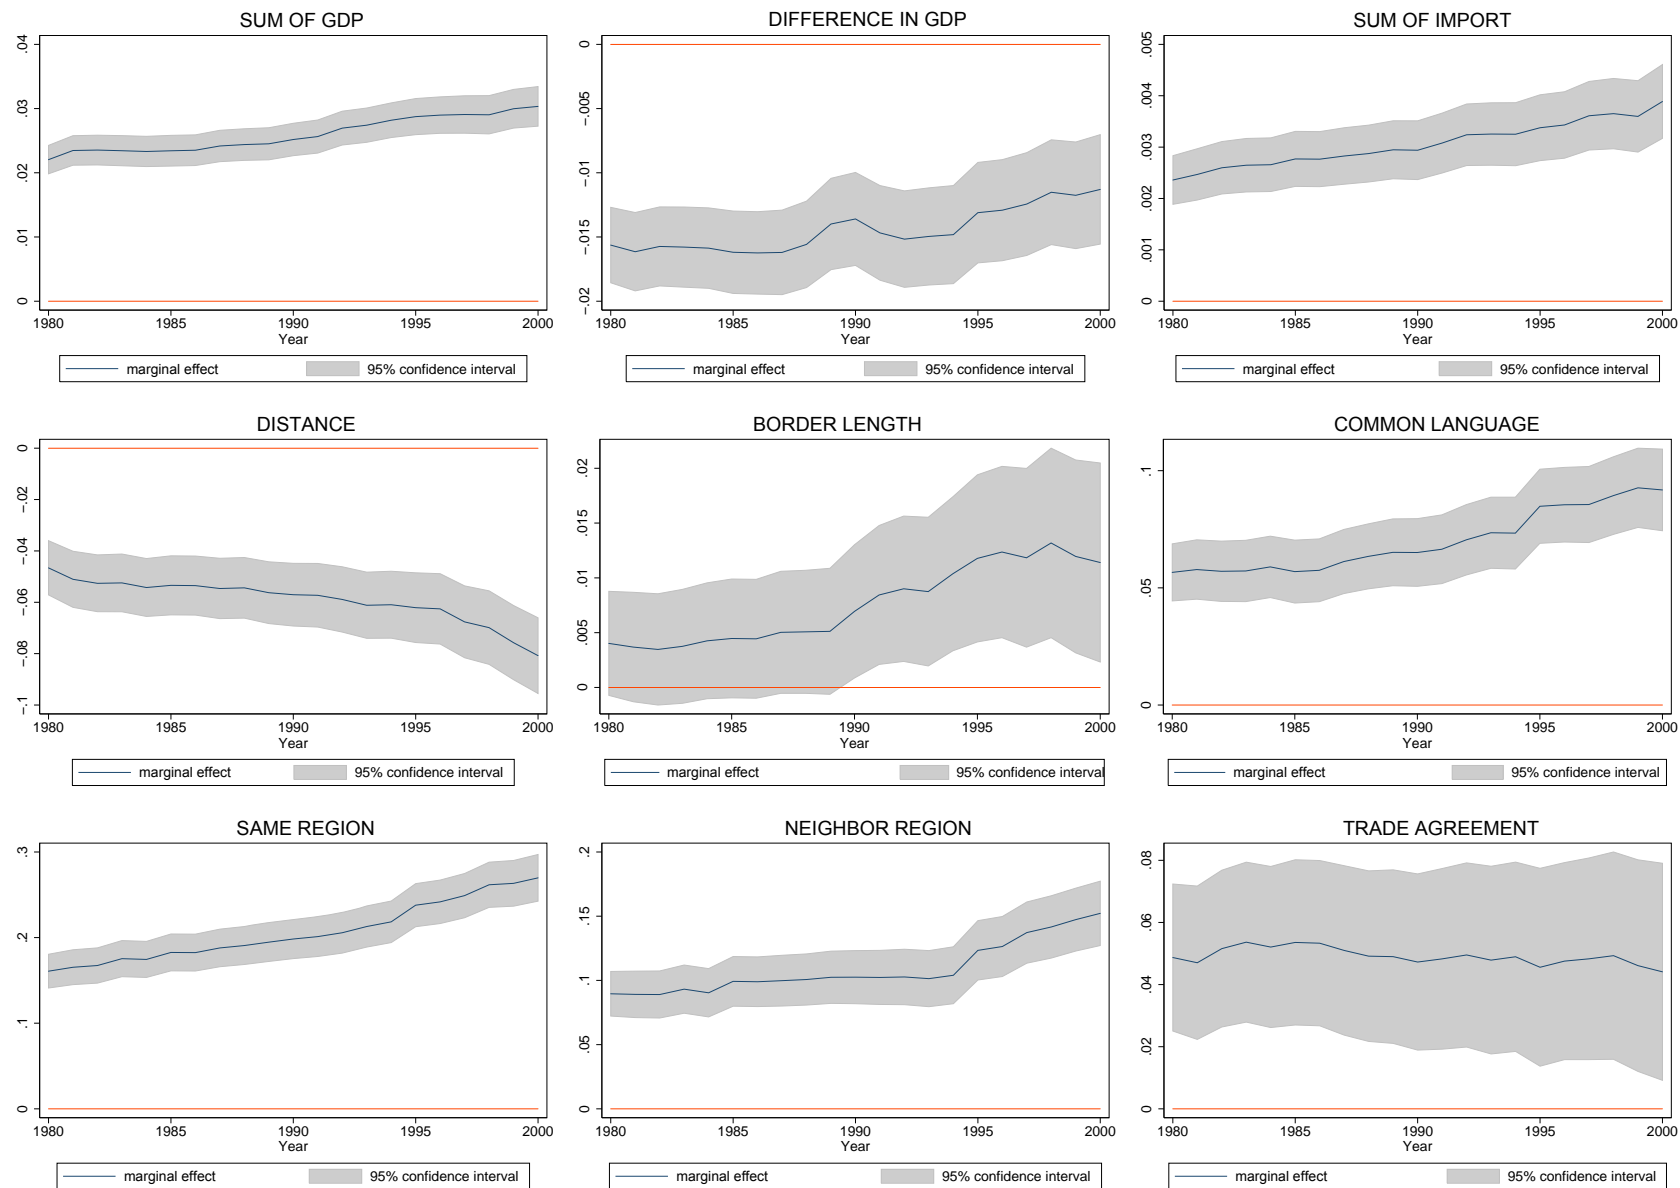 SUM OF GDP
0 .01 .02 .03 .04
1980 1985 1990 1995 2000
Year
marginal effect 95% confidence interval
DIFFERENCE IN GDP
-.02 -.015 -.01 -.005 0
1980 1985 1990 1995 2000
Year
marginal effect 95% confidence interval
SUM OF IMPORT
0 .001 .002 .003 .004 .005
1980 1985 1990 1995 2000
Year
marginal effect 95% confidence interval
DISTANCE
-.1 -.08 -.06 -.04 -.02 0
1980 1985 1990 1995 2000
Year
marginal effect 95% confidence interval
BORDER LENGTH
0 .005 .01 .015 .02
1980 1985 1990 1995 2000
Year
marginal effect 95% confidence interval
COMMON LANGUAGE
0 .05 .1
1980 1985 1990 1995 2000
Year
marginal effect 95% confidence interval
SAME REGION
0 .1 .2 .3
1980 1985 1990 1995 2000
Year
marginal effect 95% confidence interval
NEIGHBOR REGION
0 .05 .1 .15 .2
1980 1985 1990 1995 2000
Year
marginal effect 95% confidence interval
TRADE AGREEMENT
0 .02 .04 .06 .08
1980 1985 1990 1995 2000
Year
marginal effect 95% confidence interval